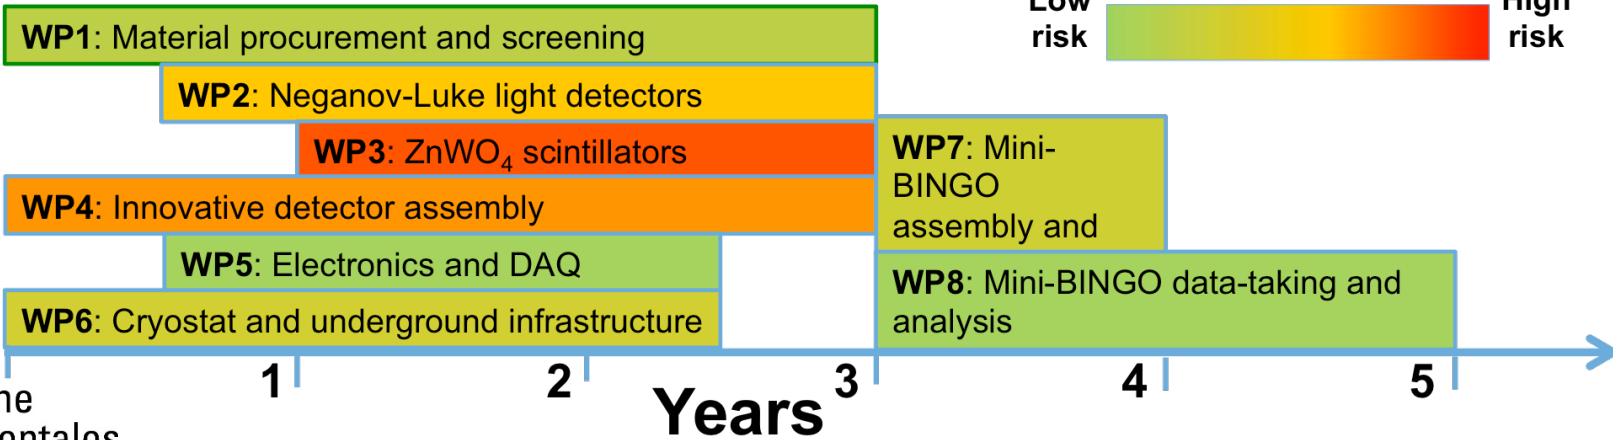 WP1: Material procurement and screening
Low
risk
High
risk
WP2: Neganov-Luke light detectors
WP3: ZnWO₄ scintillators
WP4: Innovative detector assembly
WP5: Electronics and DAQ
WP6: Cryostat and underground infrastructure
WP7: Mini-
BINGO
assembly and
WP8: Mini-BINGO data-taking and
analysis
1
2
3
4
5
Years